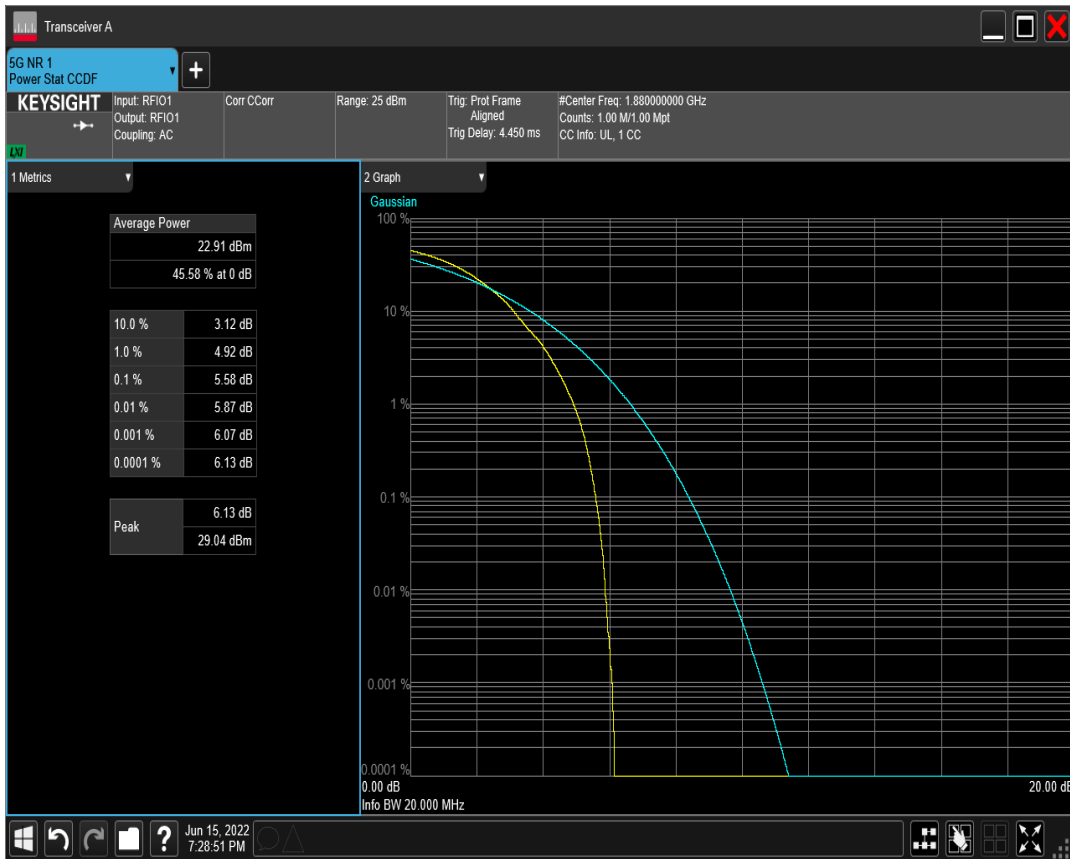 Transceiver A
5G NR 1
Power Stat CCDF
KEYSIGHT
LXI
Input: RFIO1
Output: RFIO1
Coupling: AC
Corr CCorr
Range: 25 dBm
Trig: Prot Frame
Aligned
Trig Delay: 4.450 ms
#Center Freq: 1.880000000 GHz
Counts: 1.00 M/1.00 Mpt
CC Info: UL, 1 CC
1 Metrics
Average Power
22.91 dBm
45.58 % at 0 dB
10.0 % 3.12 dB
1.0 % 4.92 dB
0.1 % 5.58 dB
0.01 % 5.87 dB
0.001 % 6.07 dB
0.0001 % 6.13 dB
Peak
6.13 dB
29.04 dBm
2 Graph
Gaussian
100 %
10 %
1 %
0.1 %
0.01 %
0.001 %
0.0001 %
0.00 dB 20.00 dB
Info BW 20.000 MHz
?
Jun 15, 2022
7:28:51 PM